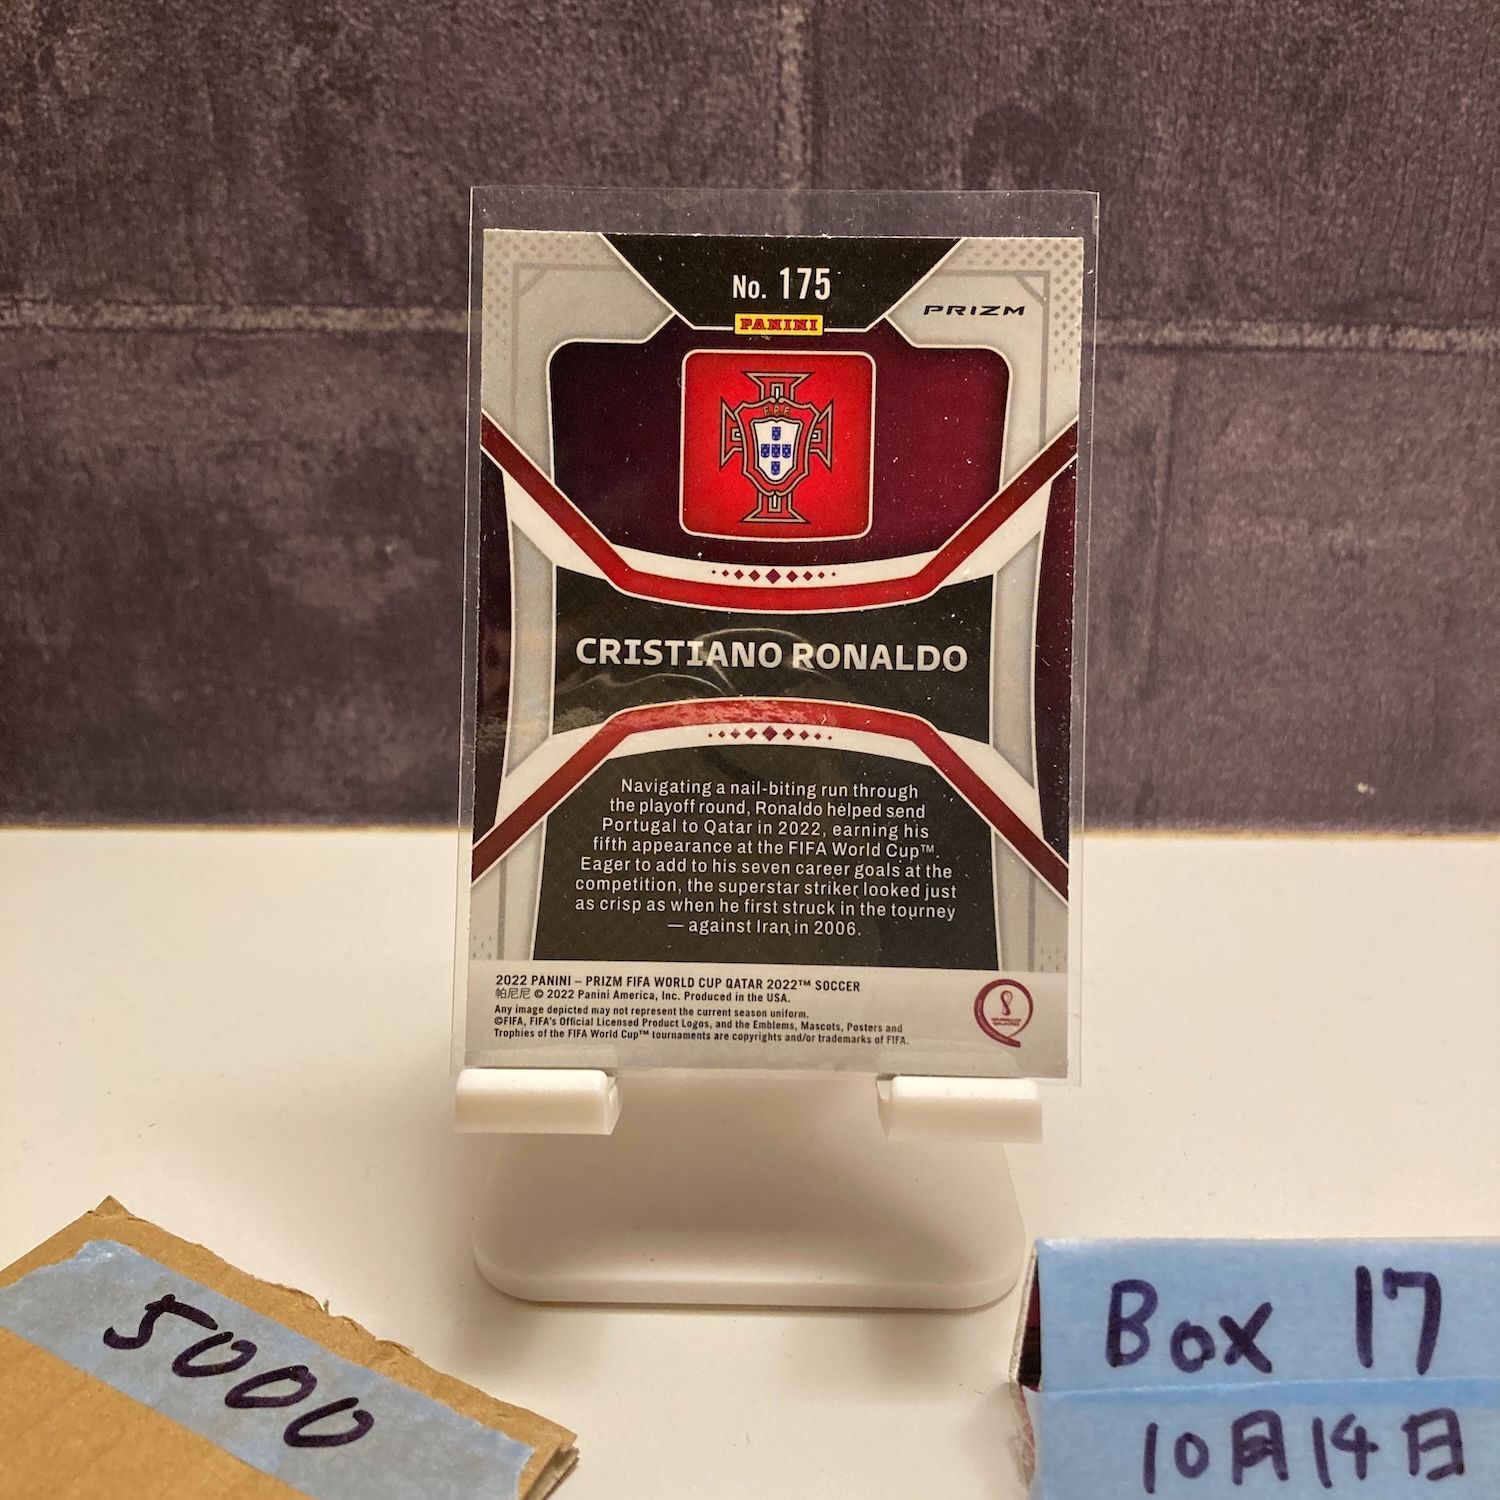 No. 175
PANINI
PRIZM
F.P.F.
CRISTIANO RONALDO
Navigating a nail-biting run through
the playoff round, Ronaldo helped send
Portugal to Qatar in 2022, earning his
fifth appearance at the FIFA World Cup™.
Eager to add to his seven career goals at the
competition, the superstar striker looked just
as crisp as when he first struck in the tourney
— against Iran in 2006.
2022 PANINI – PRIZM FIFA WORLD CUP QATAR 2022™ SOCCER
帕尼尼 © 2022 Panini America, Inc. Produced in the USA.
Any image depicted may not represent the current season uniform.
©FIFA, FIFA's Official Licensed Product Logos, and the Emblems, Mascots, Posters and
Trophies of the FIFA World Cup™ tournaments are copyrights and/or trademarks of FIFA.
5000
Box 17
10月14日